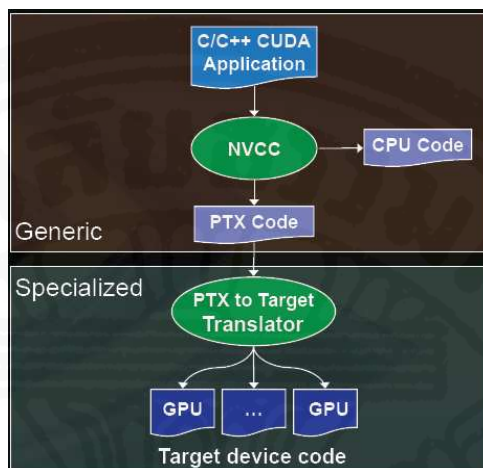 C/C++ CUDA
Application
NVCC
CPU Code
PTX Code
Generic
Specialized
PTX to Target
Translator
GPU
...
GPU
Target device code